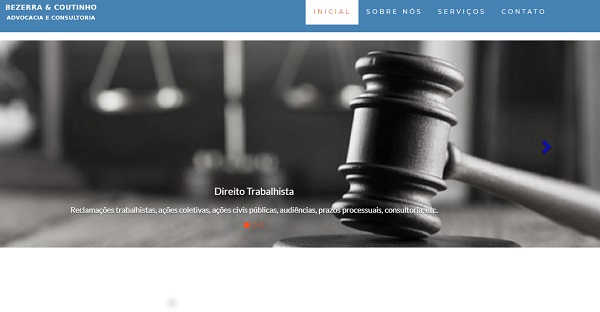 BEZERRA & COUTINHO
ADVOCACIA E CONSULTORIA
INICIAL SOBRE NÓS SERVIÇOS CONTATO
Direito Trabalhista
Reclamações trabalhistas, ações coletivas, ações civis públicas, audiências, prazos processuais, consultoria, etc.